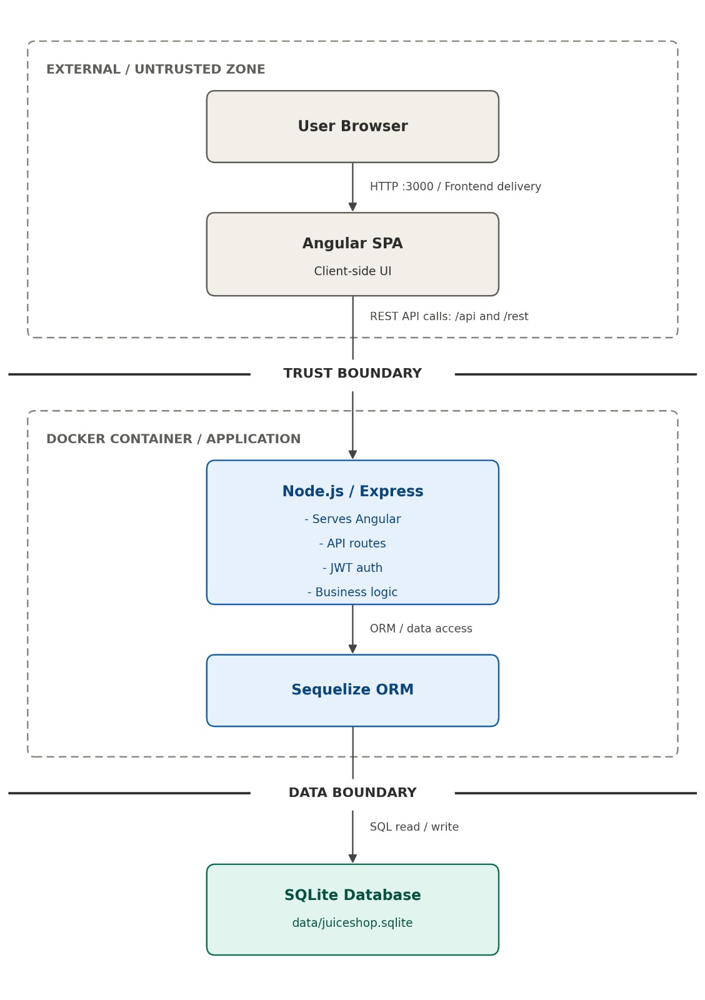 EXTERNAL / UNTRUSTED ZONE
User Browser
HTTP :3000 / Frontend delivery
Angular SPA
Client-side UI
REST API calls: /api and /rest
TRUST BOUNDARY
DOCKER CONTAINER / APPLICATION
Node.js / Express
- Serves Angular
- API routes
- JWT auth
- Business logic
ORM / data access
Sequelize ORM
DATA BOUNDARY
SQL read / write
SQLite Database
data/juiceshop.sqlite